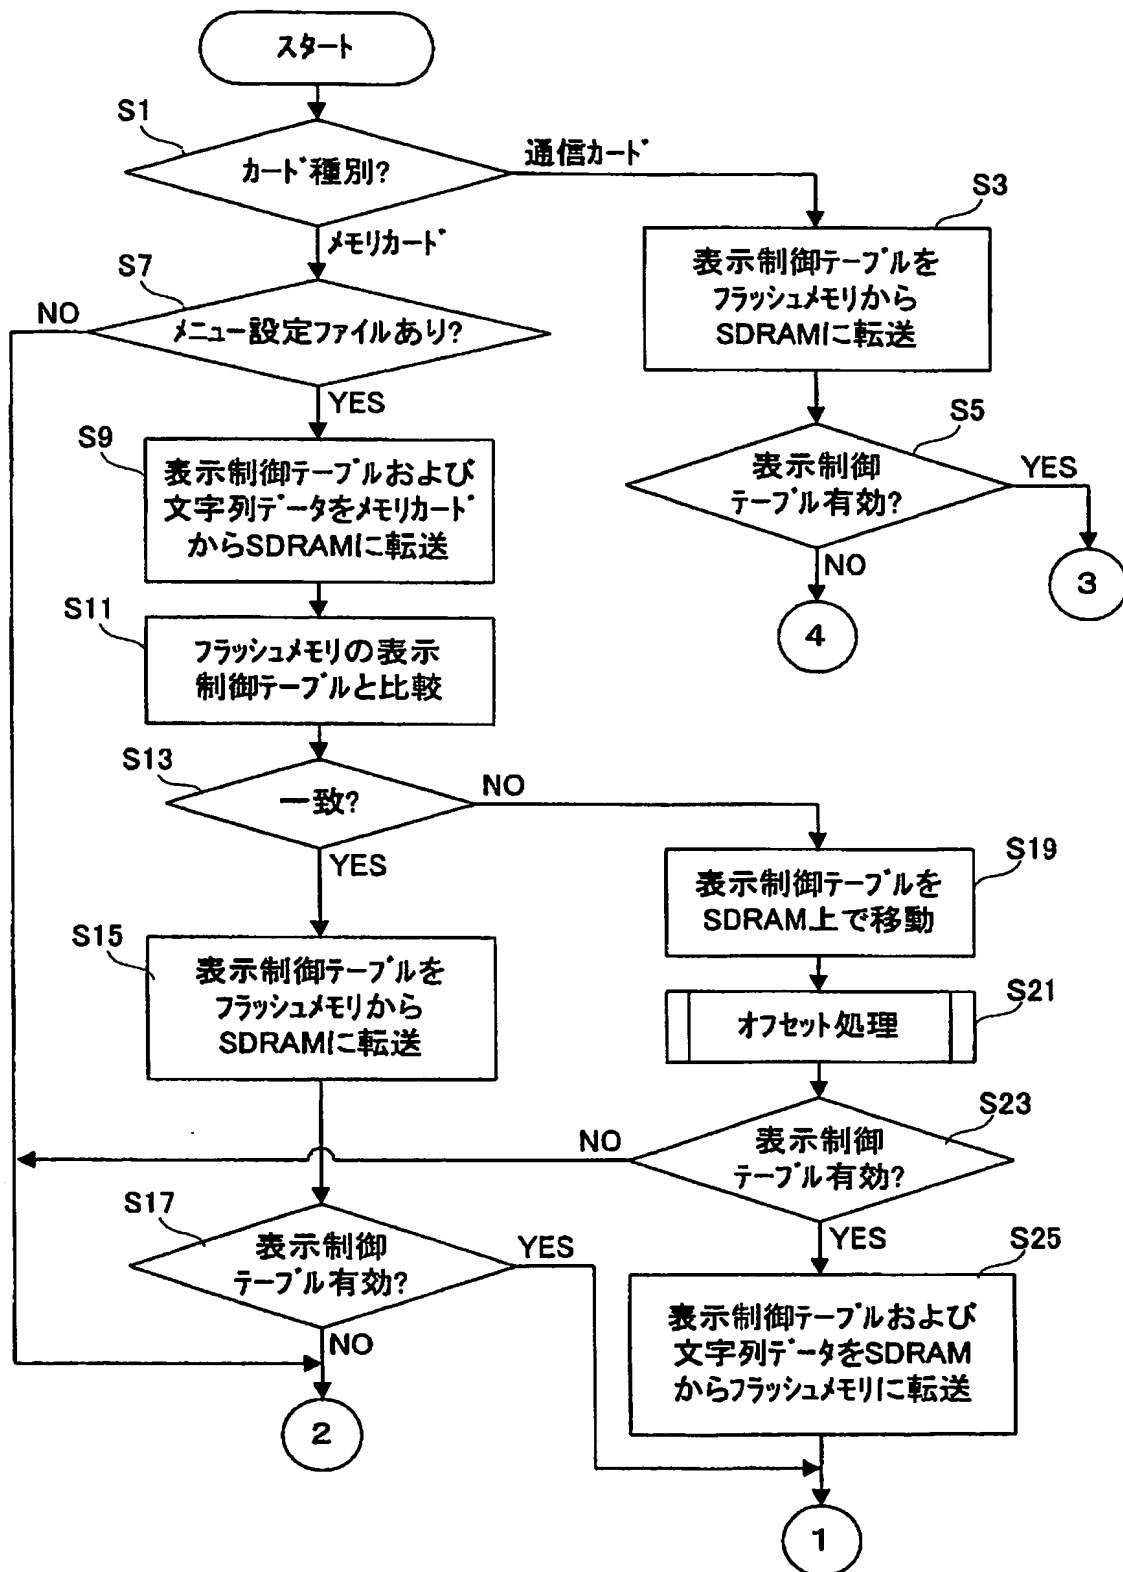 スタート
S1
カード種別?
通信カード
メモリカード
S3
表示制御テーブルを
フラッシュメモリから
SDRAMに転送
S7
NO
メニュー設定ファイルあり?
YES
S5
表示制御
テーブル有効?
YES
NO
3
4
S9
表示制御テーブルおよび
文字列データをメモリカード
からSDRAMに転送
S11
フラッシュメモリの表示
制御テーブルと比較
S13
一致?
NO
YES
S19
表示制御テーブルを
SDRAM上で移動
S15
表示制御テーブルを
フラッシュメモリから
SDRAMに転送
S21
オフセット処理
S23
NO
表示制御
テーブル有効?
YES
S17
表示制御
テーブル有効?
YES
NO
S25
表示制御テーブルおよび
文字列データをSDRAM
からフラッシュメモリに転送
2
1